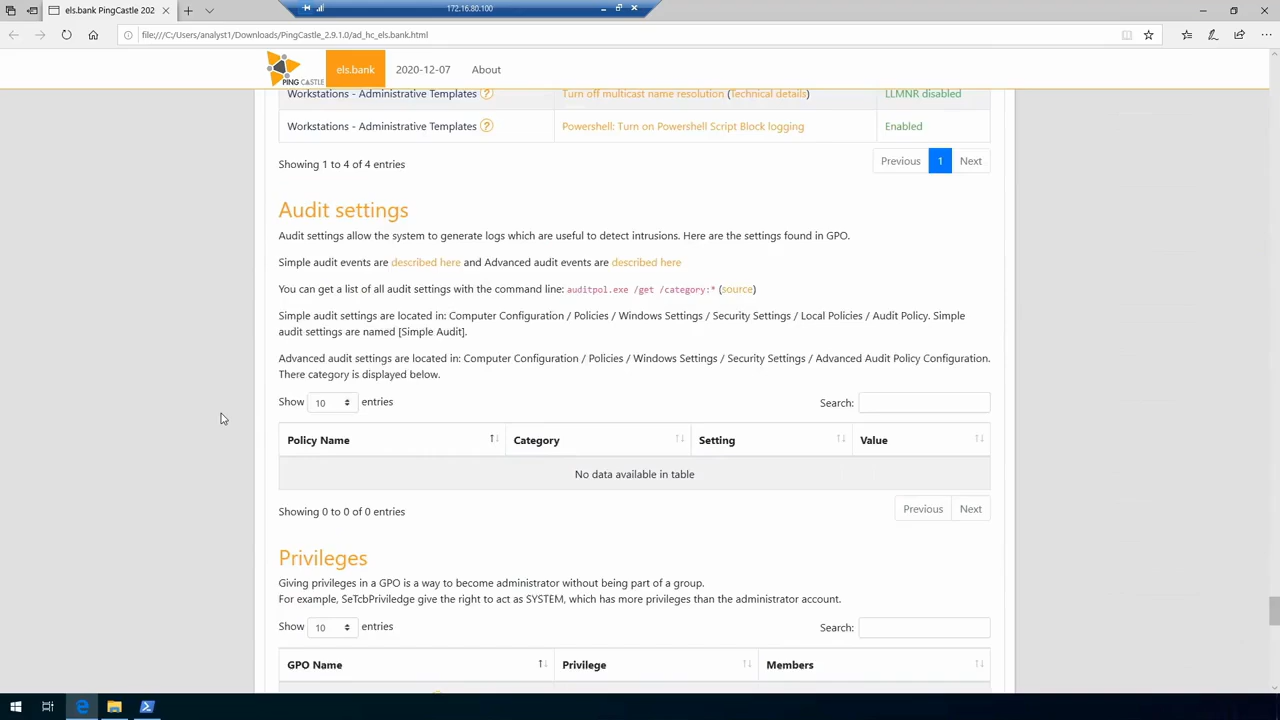 els.bank PingCastle 202
172.16.80.100
file:///C:/Users/analyst1/Downloads/PingCastle_2.9.1.0/ad_hc_els.bank.html
PING CASTLE
els.bank
2020-12-07
About
Workstations - Administrative Templates ? Turn off multicast name resolution (Technical details) LLMNR disabled
Workstations - Administrative Templates ? Powershell: Turn on Powershell Script Block logging Enabled
Showing 1 to 4 of 4 entries Previous 1 Next
Audit settings
Audit settings allow the system to generate logs which are useful to detect intrusions. Here are the settings found in GPO.
Simple audit events are described here and Advanced audit events are described here
You can get a list of all audit settings with the command line: auditpol.exe /get /category:* (source)
Simple audit settings are located in: Computer Configuration / Policies / Windows Settings / Security Settings / Local Policies / Audit Policy. Simple
audit settings are named [Simple Audit].
Advanced audit settings are located in: Computer Configuration / Policies / Windows Settings / Security Settings / Advanced Audit Policy Configuration.
There category is displayed below.
Show 10 entries Search:
Policy Name Category Setting Value
No data available in table
Showing 0 to 0 of 0 entries Previous Next
Privileges
Giving privileges in a GPO is a way to become administrator without being part of a group.
For example, SeTcbPriviledge give the right to act as SYSTEM, which has more privileges than the administrator account.
Show 10 entries Search:
GPO Name Privilege Members